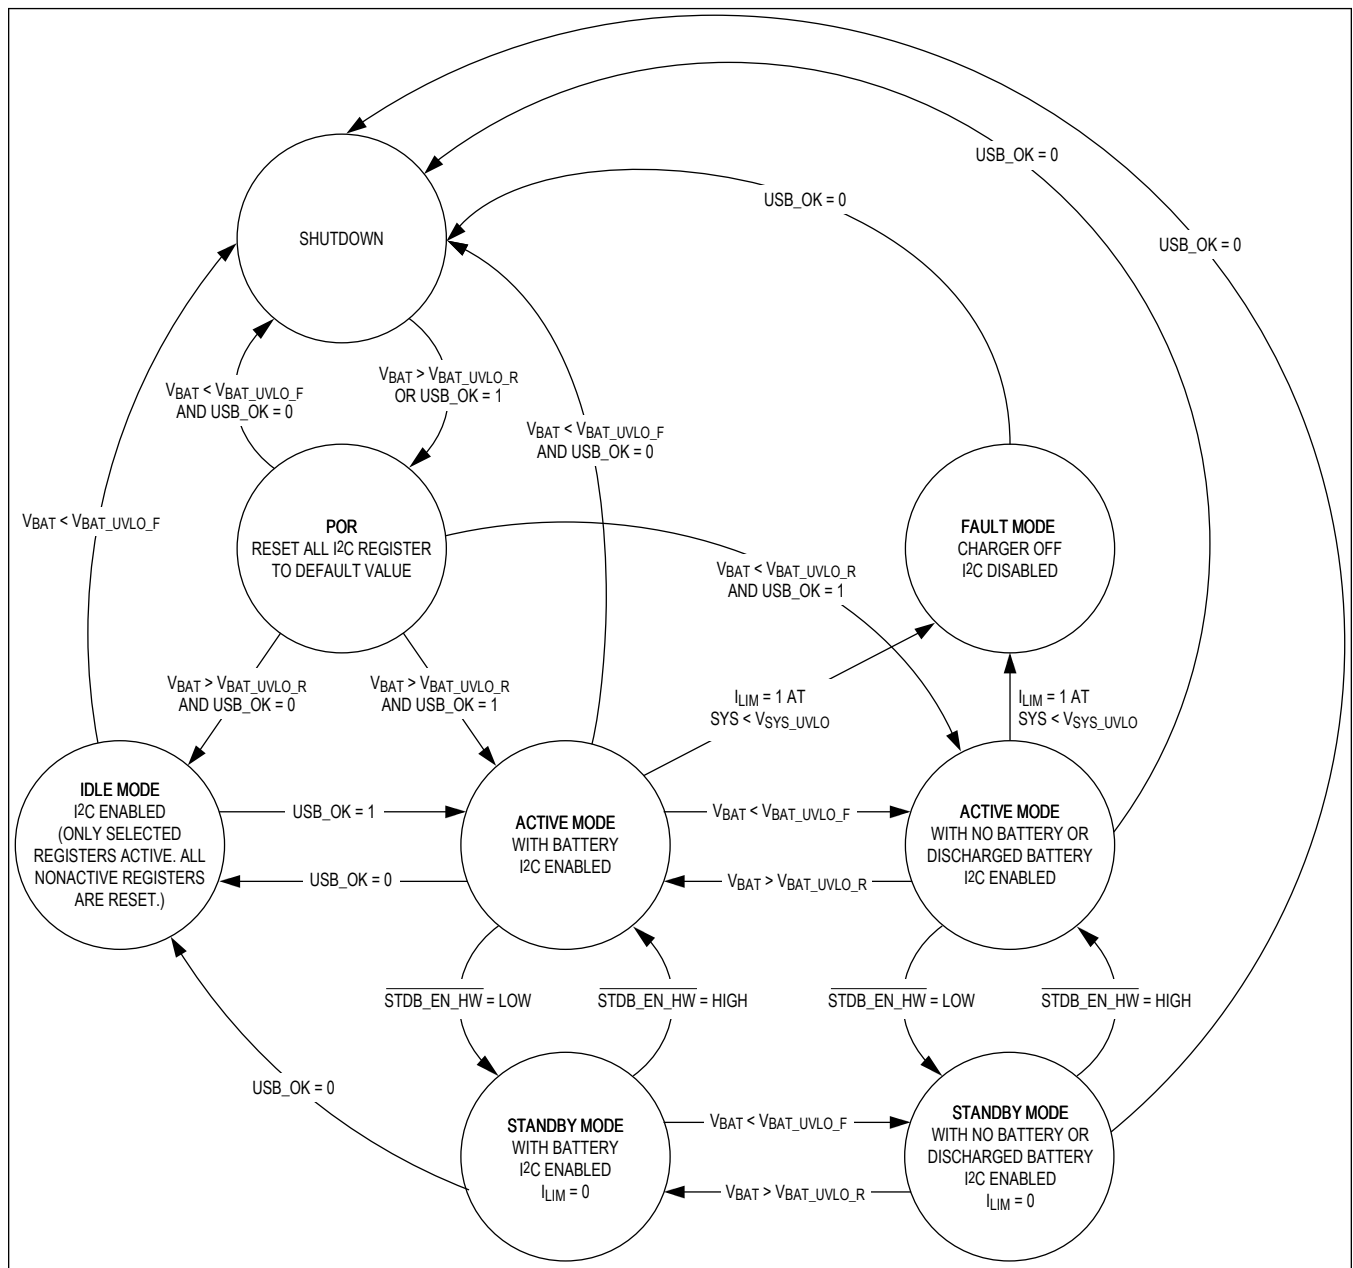 USB_OK = 0
USB_OK = 0
USB_OK = 0
SHUTDOWN
VBAT < VBAT_UVLO_F
AND USB_OK = 0
VBAT > VBAT_UVLO_R
OR USB_OK = 1
VBAT < VBAT_UVLO_F
AND USB_OK = 0
VBAT < VBAT_UVLO_F
POR
RESET ALL I²C REGISTER
TO DEFAULT VALUE
VBAT < VBAT_UVLO_R
AND USB_OK = 1
FAULT MODE
CHARGER OFF
I²C DISABLED
VBAT > VBAT_UVLO_R
AND USB_OK = 0
VBAT > VBAT_UVLO_R
AND USB_OK = 1
ILIM = 1 AT
SYS < VSYS_UVLO
ILIM = 1 AT
SYS < VSYS_UVLO
IDLE MODE
I²C ENABLED
(ONLY SELECTED
REGISTERS ACTIVE. ALL
NONACTIVE REGISTERS
ARE RESET.)
USB_OK = 1
USB_OK = 0
ACTIVE MODE
WITH BATTERY
I²C ENABLED
VBAT < VBAT_UVLO_F
VBAT > VBAT_UVLO_R
ACTIVE MODE
WITH NO BATTERY OR
DISCHARGED BATTERY
I²C ENABLED
STDB_EN_HW = LOW
STDB_EN_HW = HIGH
STDB_EN_HW = LOW
STDB_EN_HW = HIGH
USB_OK = 0
STANDBY MODE
WITH BATTERY
I²C ENABLED
ILIM = 0
VBAT < VBAT_UVLO_F
VBAT > VBAT_UVLO_R
STANDBY MODE
WITH NO BATTERY OR
DISCHARGED BATTERY
I²C ENABLED
ILIM = 0